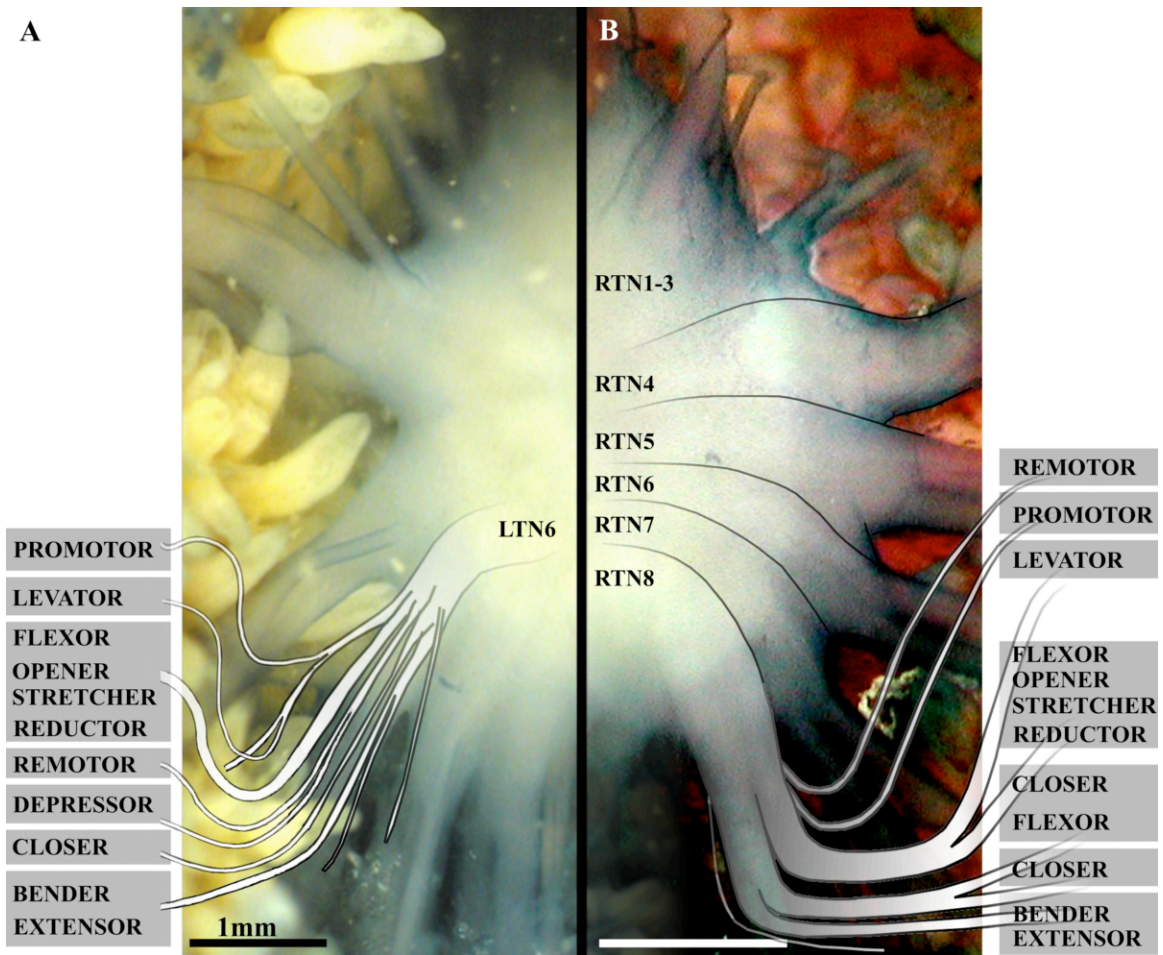 A
B
RTN1-3
RTN4
RTN5
RTN6
RTN7
RTN8
LTN6
PROMOTOR
LEVATOR
FLEXOR
OPENER
STRETCHER
REDUCTOR
REMOTOR
DEPRESSOR
CLOSER
BENDER
EXTENSOR
1mm
REMOTOR
PROMOTOR
LEVATOR
FLEXOR
OPENER
STRETCHER
REDUCTOR
CLOSER
FLEXOR
CLOSER
BENDER
EXTENSOR